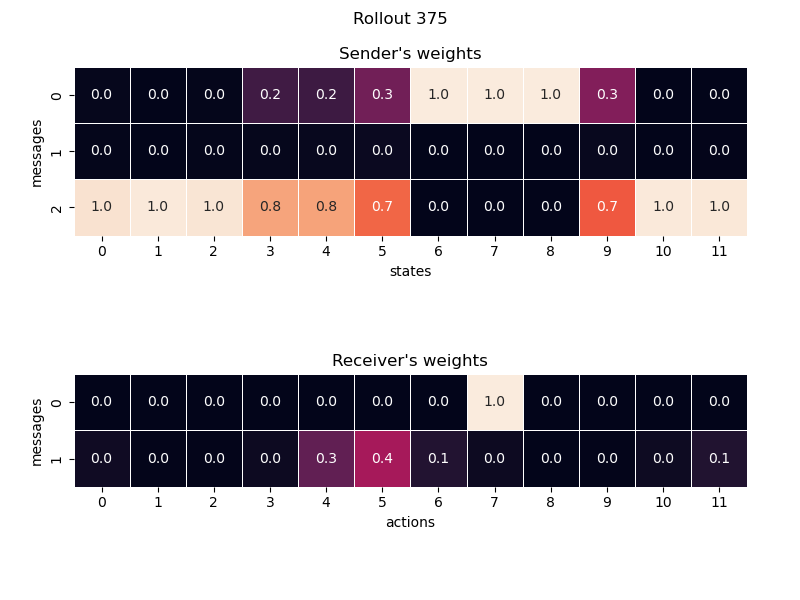 Rollout 375
Sender's weights
0 0.0 0.0 0.0 0.2 0.2 0.3 1.0 1.0 1.0 0.3 0.0 0.0
1 0.0 0.0 0.0 0.0 0.0 0.0 0.0 0.0 0.0 0.0 0.0 0.0
2 1.0 1.0 1.0 0.8 0.8 0.7 0.0 0.0 0.0 0.7 1.0 1.0
messages
0 1 2 3 4 5 6 7 8 9 10 11
states
Receiver's weights
0 0.0 0.0 0.0 0.0 0.0 0.0 0.0 1.0 0.0 0.0 0.0 0.0
1 0.0 0.0 0.0 0.0 0.3 0.4 0.1 0.0 0.0 0.0 0.0 0.1
messages
0 1 2 3 4 5 6 7 8 9 10 11
actions